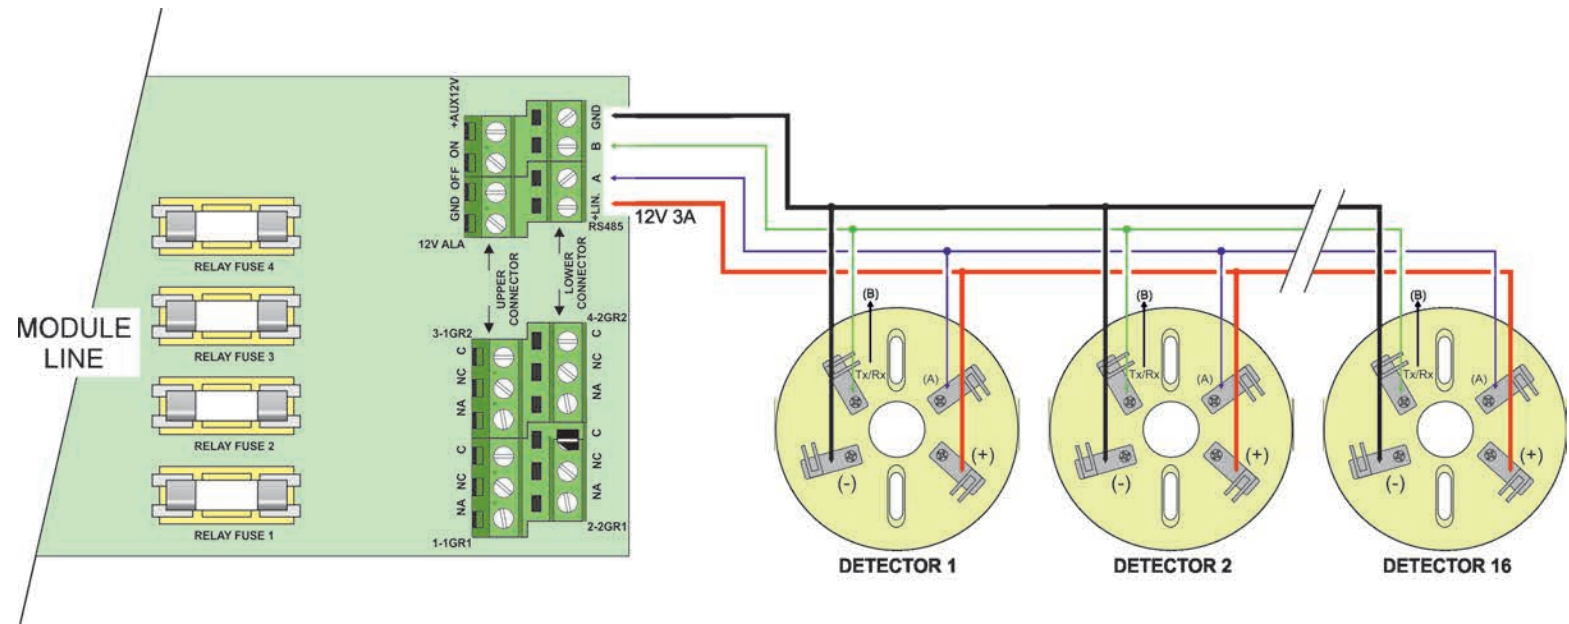 MODULE
LINE
RELAY FUSE 4
RELAY FUSE 3
RELAY FUSE 2
RELAY FUSE 1
+AUX12V
ON
OFF
GND
12V ALA
GND
B
A
+LIN.
RS485
12V 3A
UPPER
CONNECTOR
LOWER
CONNECTOR
3-1GR2
C
NC
NA
C
NC
NA
1-1GR1
4-2GR2
C
NC
NA
C
NC
NA
2-2GR1
(B)
Tx/Rx
(A)
(-)
(+)
DETECTOR 1
(B)
Tx/Rx
(A)
(-)
(+)
DETECTOR 2
(B)
Tx/Rx
(A)
(-)
(+)
DETECTOR 16